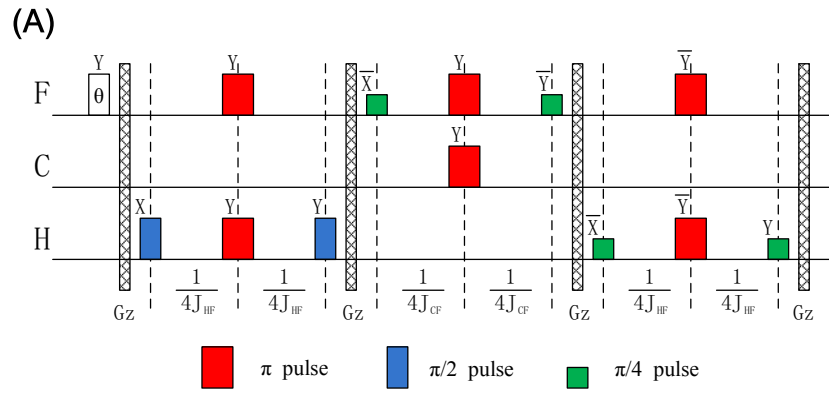 (A)
Y Y X̅ Y Y̅ Y̅
F θ
Y
C
X Y Y X̅ Y̅ Y
H
1/4J_HF 1/4J_HF 1/4J_CF 1/4J_CF 1/4J_HF 1/4J_HF
Gz Gz Gz Gz
π pulse π/2 pulse π/4 pulse